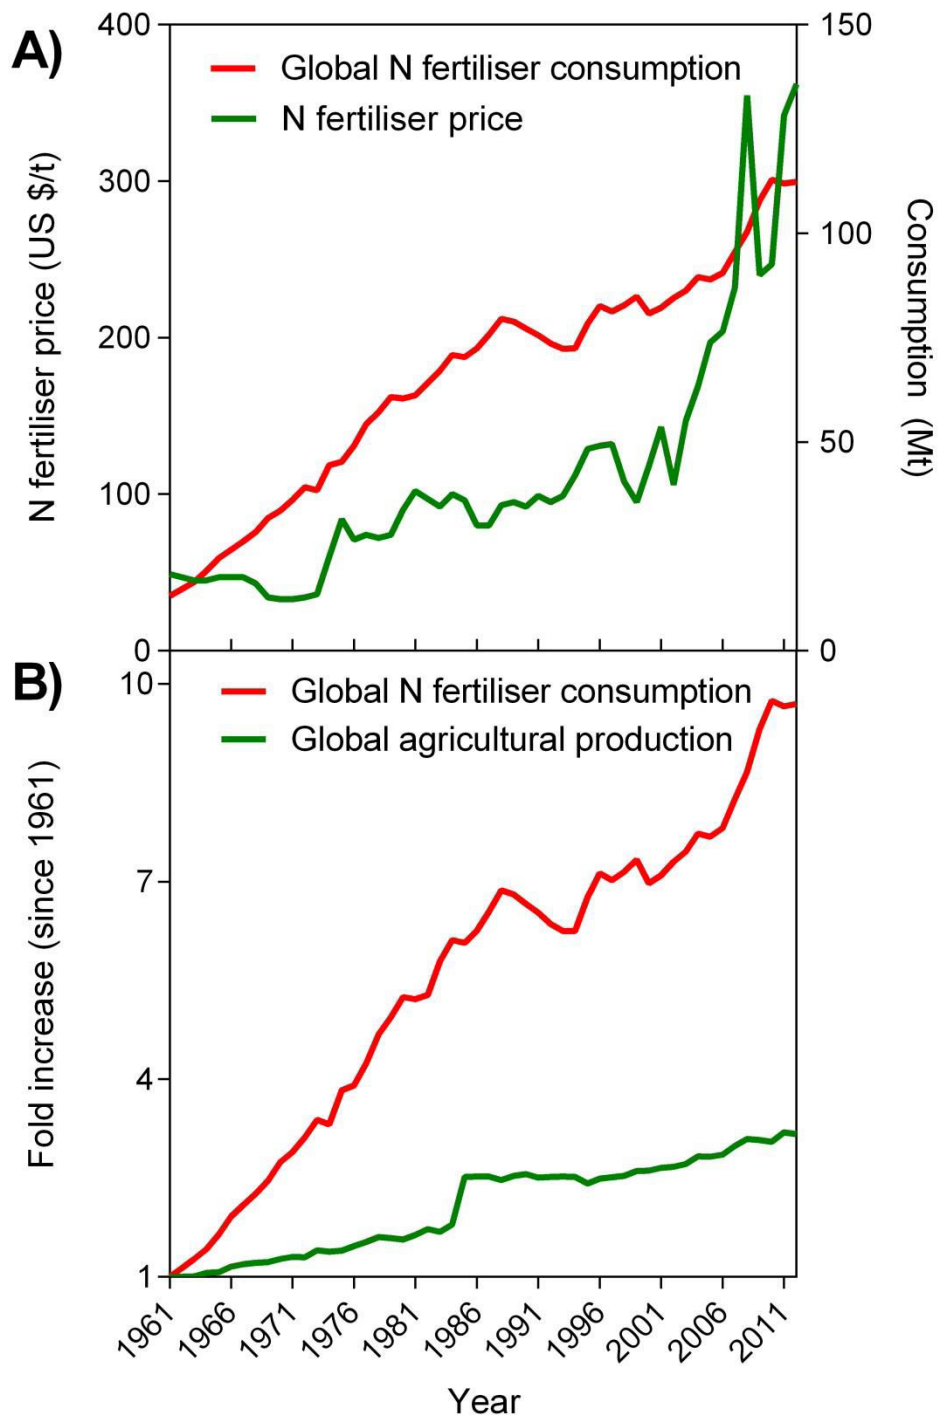 A)
400
300
200
100
0
N fertiliser price (US $/t)
Global N fertiliser consumption
N fertiliser price
150
100
50
0
Consumption (Mt)
B)
10
7
4
1
Fold increase (since 1961)
Global N fertiliser consumption
Global agricultural production
1961
1966
1971
1976
1981
1986
1991
1996
2001
2006
2011
Year